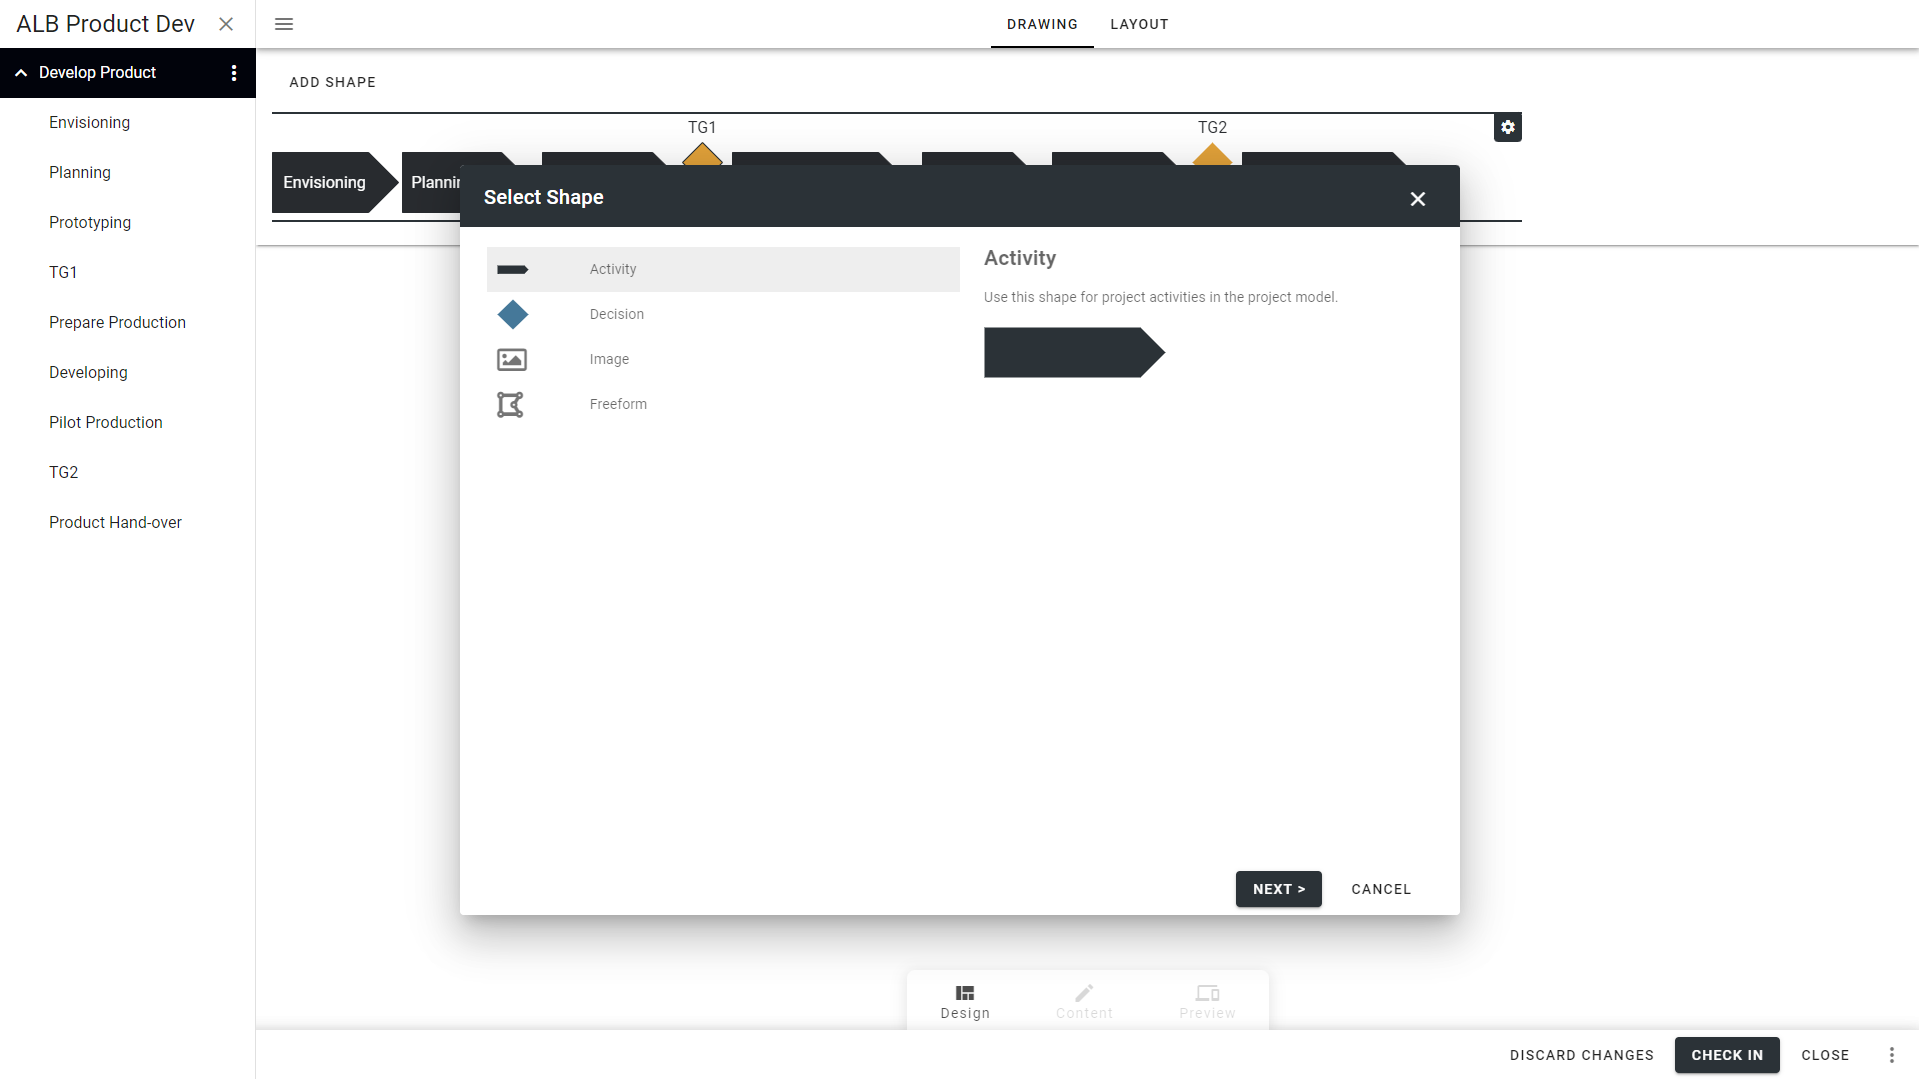 ALB Product Dev
DRAWING
LAYOUT
Develop Product
Envisioning
Planning
Prototyping
TG1
Prepare Production
Developing
Pilot Production
TG2
Product Hand-over
ADD SHAPE
TG1
TG2
Envisioning
Select Shape
Activity
Decision
Image
Freeform
Activity
Use this shape for project activities in the project model.
NEXT >
CANCEL
Design
Content
Preview
DISCARD CHANGES
CHECK IN
CLOSE